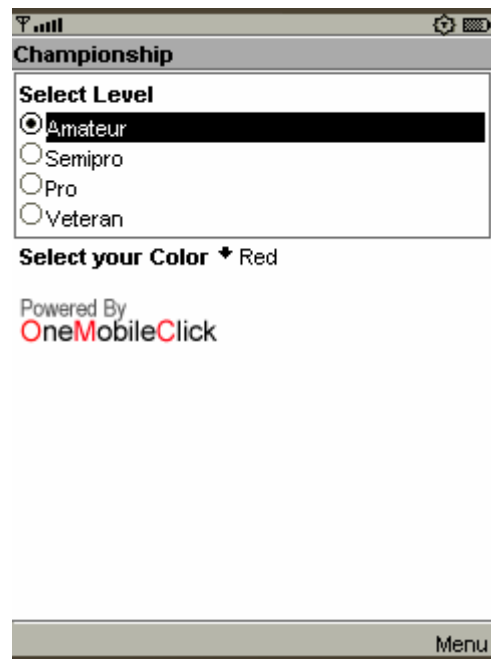 Championship
Select Level
Amateur
Semipro
Pro
Veteran
Select your Color Red
Powered By
OneMobileClick
Menu